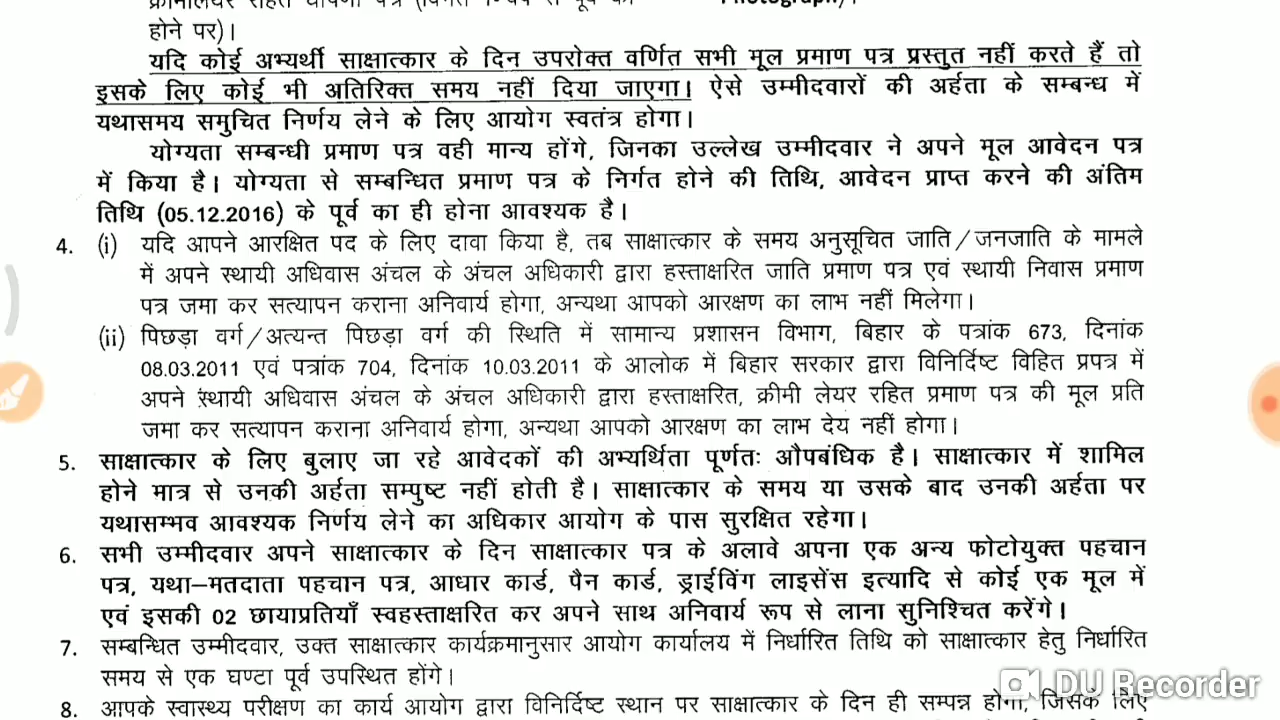 होने पर)।
यदि कोई अभ्यर्थी साक्षात्कार के दिन उपरोक्त वर्णित सभी मूल प्रमाण पत्र प्रस्तुत नहीं करते हैं तो
इसके लिए कोई भी अतिरिक्त समय नहीं दिया जाएगा। ऐसे उम्मीदवारों की अर्हता के सम्बन्ध में
यथासमय समुचित निर्णय लेने के लिए आयोग स्वतंत्र होगा।
योग्यता सम्बन्धी प्रमाण पत्र वही मान्य होंगे, जिनका उल्लेख उम्मीदवार ने अपने मूल आवेदन पत्र
में किया है। योग्यता से सम्बन्धित प्रमाण पत्र के निर्गत होने की तिथि, आवेदन प्राप्त करने की अंतिम
तिथि (05.12.2016) के पूर्व का ही होना आवश्यक है।
4. (i) यदि आपने आरक्षित पद के लिए दावा किया है, तब साक्षात्कार के समय अनुसूचित जाति/जनजाति के मामले
में अपने स्थायी अधिवास अंचल के अंचल अधिकारी द्वारा हस्ताक्षरित जाति प्रमाण पत्र एवं स्थायी निवास प्रमाण
पत्र जमा कर सत्यापन कराना अनिवार्य होगा, अन्यथा आपको आरक्षण का लाभ नहीं मिलेगा।
(ii) पिछड़ा वर्ग/अत्यन्त पिछड़ा वर्ग की स्थिति में सामान्य प्रशासन विभाग, बिहार के पत्रांक 673, दिनांक
08.03.2011 एवं पत्रांक 704, दिनांक 10.03.2011 के आलोक में बिहार सरकार द्वारा विनिर्दिष्ट विहित प्रपत्र में
अपने स्थायी अधिवास अंचल के अंचल अधिकारी द्वारा हस्ताक्षरित, क्रीमी लेयर रहित प्रमाण पत्र की मूल प्रति
जमा कर सत्यापन कराना अनिवार्य होगा, अन्यथा आपको आरक्षण का लाभ देय नहीं होगा।
5. साक्षात्कार के लिए बुलाए जा रहे आवेदकों की अभ्यर्थिता पूर्णतः औपबंधिक है। साक्षात्कार में शामिल
होने मात्र से उनकी अर्हता सम्पुष्ट नहीं होती है। साक्षात्कार के समय या उसके बाद उनकी अर्हता पर
यथासम्भव आवश्यक निर्णय लेने का अधिकार आयोग के पास सुरक्षित रहेगा।
6. सभी उम्मीदवार अपने साक्षात्कार के दिन साक्षात्कार पत्र के अलावे अपना एक अन्य फोटोयुक्त पहचान
पत्र, यथा–मतदाता पहचान पत्र, आधार कार्ड, पैन कार्ड, ड्राईविंग लाइसेंस इत्यादि से कोई एक मूल में
एवं इसकी 02 छायाप्रतियाँ स्वहस्ताक्षरित कर अपने साथ अनिवार्य रूप से लाना सुनिश्चित करेंगे।
7. सम्बन्धित उम्मीदवार, उक्त साक्षात्कार कार्यक्रमानुसार आयोग कार्यालय में निर्धारित तिथि को साक्षात्कार हेतु निर्धारित
समय से एक घण्टा पूर्व उपस्थित होंगे।
DU Recorder
8. आपके स्वास्थ्य परीक्षण का कार्य आयोग द्वारा विनिर्दिष्ट स्थान पर साक्षात्कार के दिन ही सम्पन्न होगा, जिसके लिए